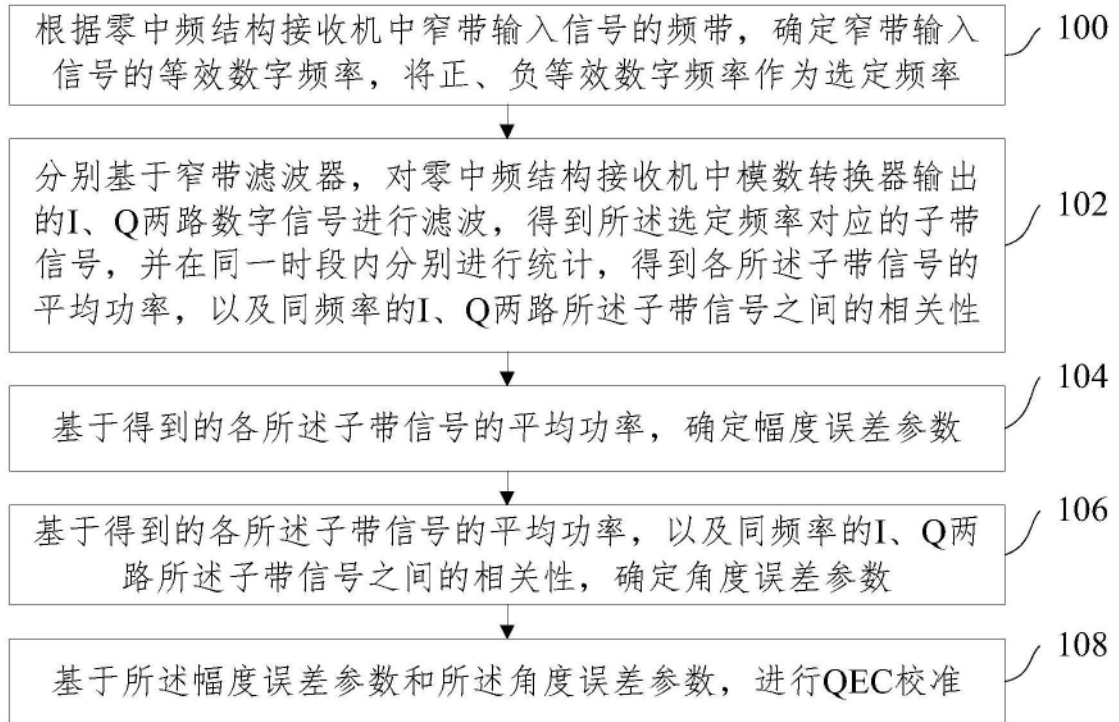 根据零中频结构接收机中窄带输入信号的频带，确定窄带输入
信号的等效数字频率，将正、负等效数字频率作为选定频率
100
分别基于窄带滤波器，对零中频结构接收机中模数转换器输出
的I、Q两路数字信号进行滤波，得到所述选定频率对应的子带
信号，并在同一时段内分别进行统计，得到各所述子带信号的
平均功率，以及同频率的I、Q两路所述子带信号之间的相关性
102
基于得到的各所述子带信号的平均功率，确定幅度误差参数
104
基于得到的各所述子带信号的平均功率，以及同频率的I、Q两
路所述子带信号之间的相关性，确定角度误差参数
106
基于所述幅度误差参数和所述角度误差参数，进行QEC校准
108